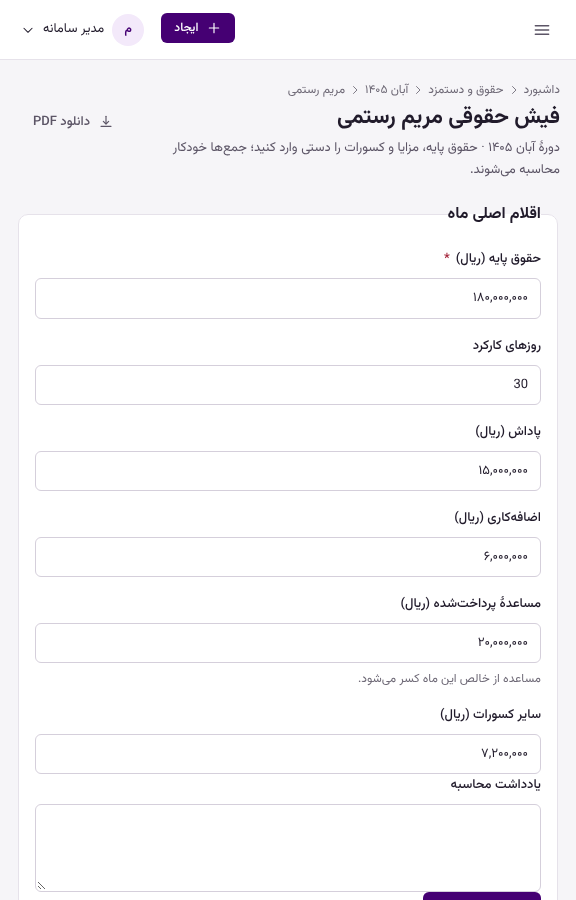 ایجاد
م
مدیر سامانه
داشبورد
حقوق و دستمزد
آبان ۱۴۰۵
مریم رستمی
فیش حقوقی مریم رستمی
دانلود PDF
دورهٔ آبان ۱۴۰۵ · حقوق پایه، مزایا و کسورات را دستی وارد کنید؛ جمع‌ها خودکار
محاسبه می‌شوند.
اقلام اصلی ماه
حقوق پایه (ریال) *
۱۸۰,۰۰۰,۰۰۰
روزهای کارکرد
30
پاداش (ریال)
۱۵,۰۰۰,۰۰۰
اضافه‌کاری (ریال)
۶,۰۰۰,۰۰۰
مساعدهٔ پرداخت‌شده (ریال)
۲۰,۰۰۰,۰۰۰
مساعده از خالص این ماه کسر می‌شود.
سایر کسورات (ریال)
۷,۲۰۰,۰۰۰
یادداشت محاسبه